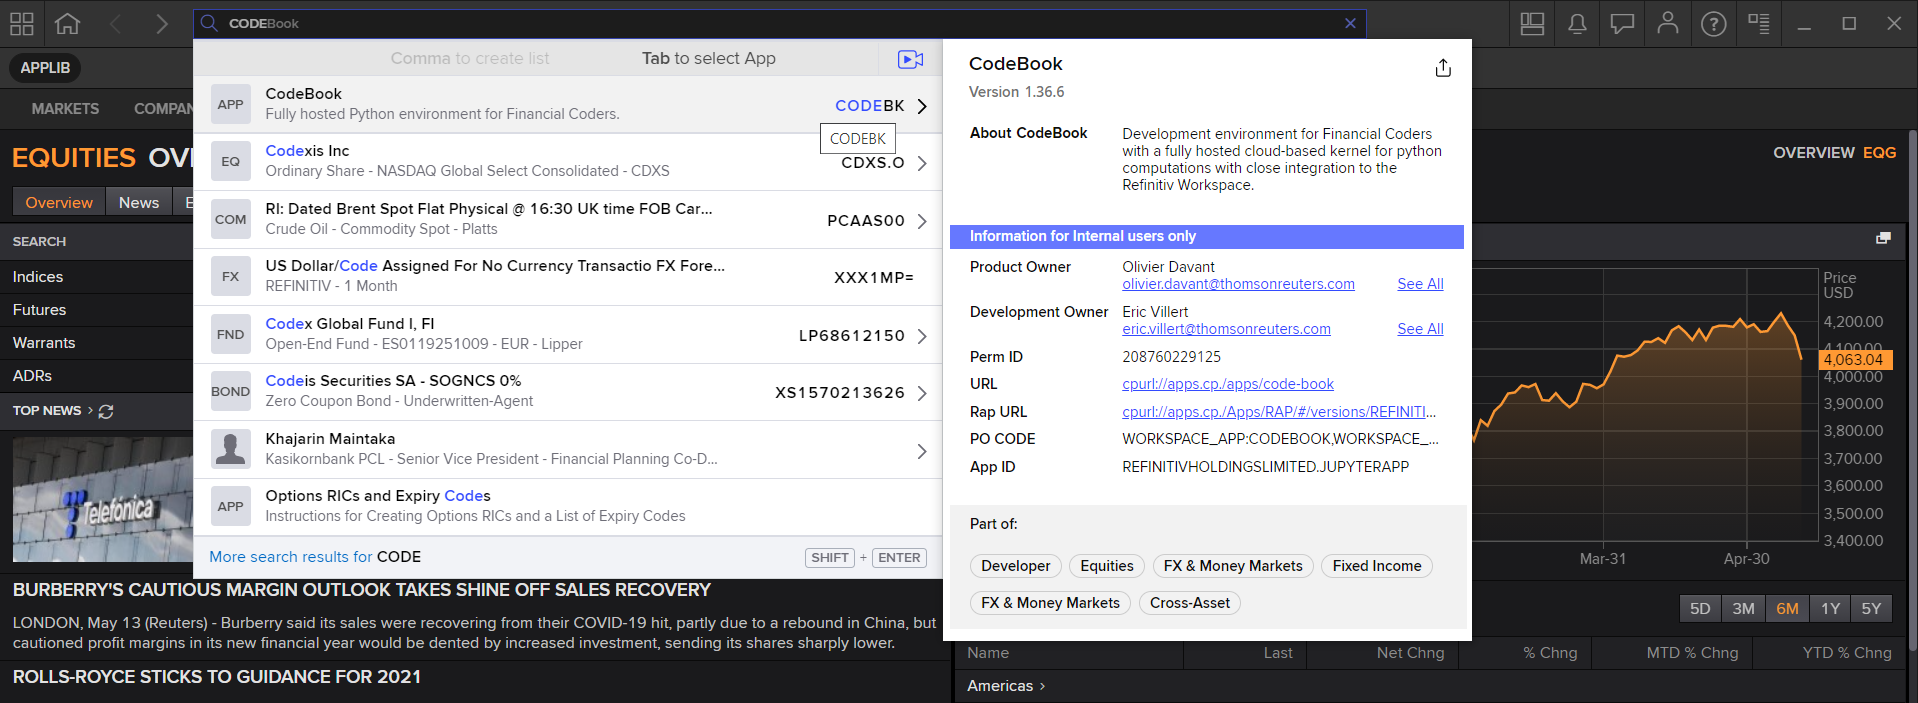 CODEBook
APPLIB
MARKETS
COMPAN
EQUITIES OV
Overview
News
E
SEARCH
Indices
Futures
Warrants
ADRs
TOP NEWS
Telefónica
Comma to create list
Tab to select App
APP
CodeBook
Fully hosted Python environment for Financial Coders.
CODEBK
CODEBK
EQ
Codexis Inc
Ordinary Share - NASDAQ Global Select Consolidated - CDXS
CDXS.O
COM
RI: Dated Brent Spot Flat Physical @ 16:30 UK time FOB Car...
Crude Oil - Commodity Spot - Platts
PCAAS00
FX
US Dollar/Code Assigned For No Currency Transactio FX Fore...
REFINITIV - 1 Month
XXX1MP=
FND
Codex Global Fund I, FI
Open-End Fund - ES0119251009 - EUR - Lipper
LP68612150
BOND
Codeis Securities SA - SOGNCS 0%
Zero Coupon Bond - Underwritten-Agent
XS1570213626
Khajarin Maintaka
Kasikornbank PCL - Senior Vice President - Financial Planning Co-D...
APP
Options RICs and Expiry Codes
Instructions for Creating Options RICs and a List of Expiry Codes
More search results for CODE
SHIFT + ENTER
CodeBook
Version 1.36.6
About CodeBook
Development environment for Financial Coders
with a fully hosted cloud-based kernel for python
computations with close integration to the
Refinitiv Workspace.
Information for Internal users only
Product Owner
Olivier Davant
olivier.davant@thomsonreuters.com
See All
Development Owner
Eric Villert
eric.villert@thomsonreuters.com
See All
Perm ID
208760229125
URL
cpurl://apps.cp./apps/code-book
Rap URL
cpurl://apps.cp./Apps/RAP/#/versions/REFINITI...
PO CODE
WORKSPACE_APP:CODEBOOK,WORKSPACE_...
App ID
REFINITIVHOLDINGSLIMITED.JUPYTERAPP
Part of:
Developer
Equities
FX & Money Markets
Fixed Income
FX & Money Markets
Cross-Asset
OVERVIEW EQG
Price
USD
4,200.00
4,100.00
4,063.04
4,000.00
3,900.00
3,800.00
3,700.00
3,600.00
3,500.00
3,400.00
Mar-31
Apr-30
5D
3M
6M
1Y
5Y
BURBERRY'S CAUTIOUS MARGIN OUTLOOK TAKES SHINE OFF SALES RECOVERY
LONDON, May 13 (Reuters) - Burberry said its sales were recovering from their COVID-19 hit, partly due to a rebound in China, but
cautioned profit margins in its new financial year would be dented by increased investment, sending its shares sharply lower.
ROLLS-ROYCE STICKS TO GUIDANCE FOR 2021
Name
Last
Net Chng
% Chng
MTD % Chng
YTD % Chng
Americas